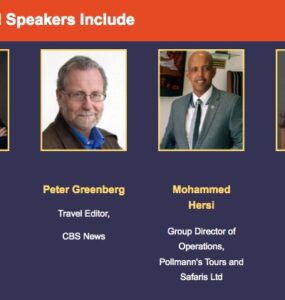 Speakers Include
Peter Greenberg
Travel Editor,
CBS News
Mohammed
Hersi
Group Director of
Operations,
Pollmann's Tours and
Safaris Ltd